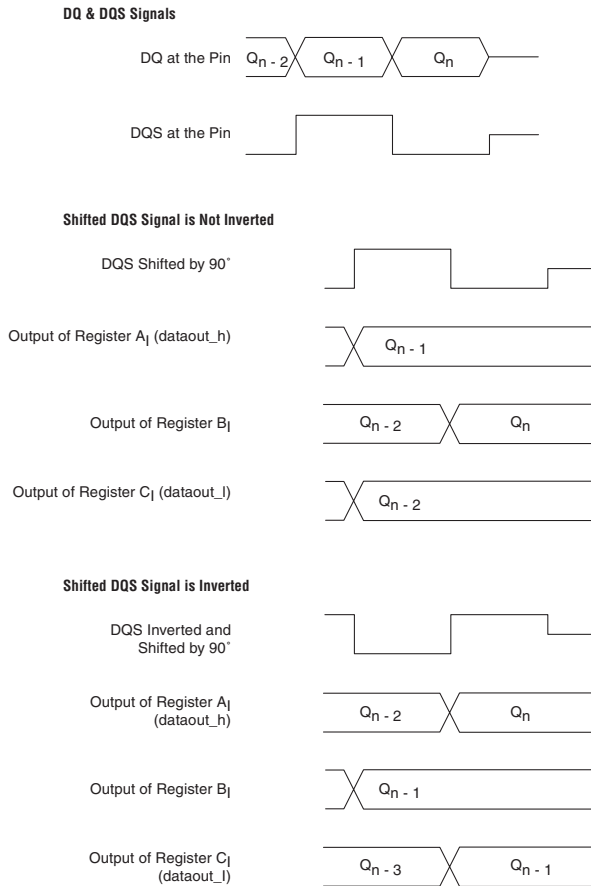 DQ & DQS Signals
DQ at the Pin Qn - 2 Qn - 1 Qn
DQS at the Pin
Shifted DQS Signal is Not Inverted
DQS Shifted by 90˚
Output of Register AI (dataout_h) Qn - 1
Output of Register BI Qn - 2 Qn
Output of Register CI (dataout_l) Qn - 2
Shifted DQS Signal is Inverted
DQS Inverted and
Shifted by 90˚
Output of Register AI
(dataout_h) Qn - 2 Qn
Output of Register BI Qn - 1
Output of Register CI
(dataout_l) Qn - 3 Qn - 1